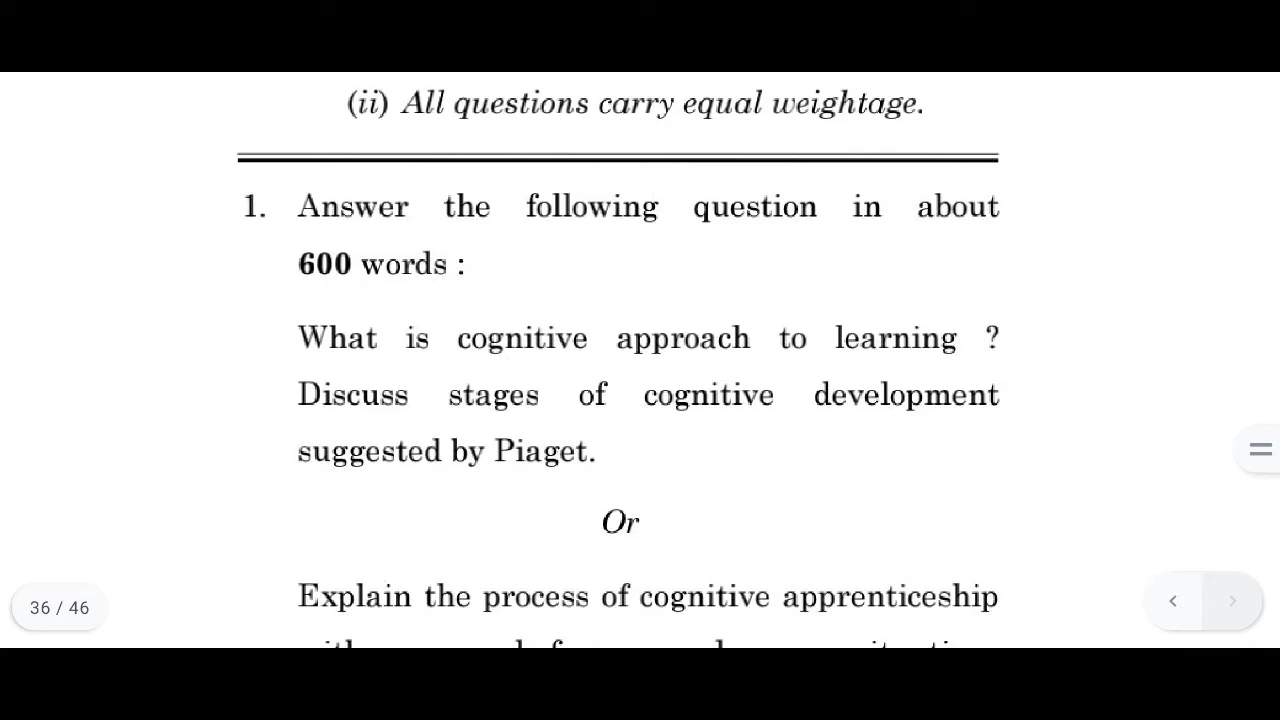 (ii) All questions carry equal weightage.
1. Answer the following question in about
600 words :
What is cognitive approach to learning ?
Discuss stages of cognitive development
suggested by Piaget.
Or
Explain the process of cognitive apprenticeship
36 / 46